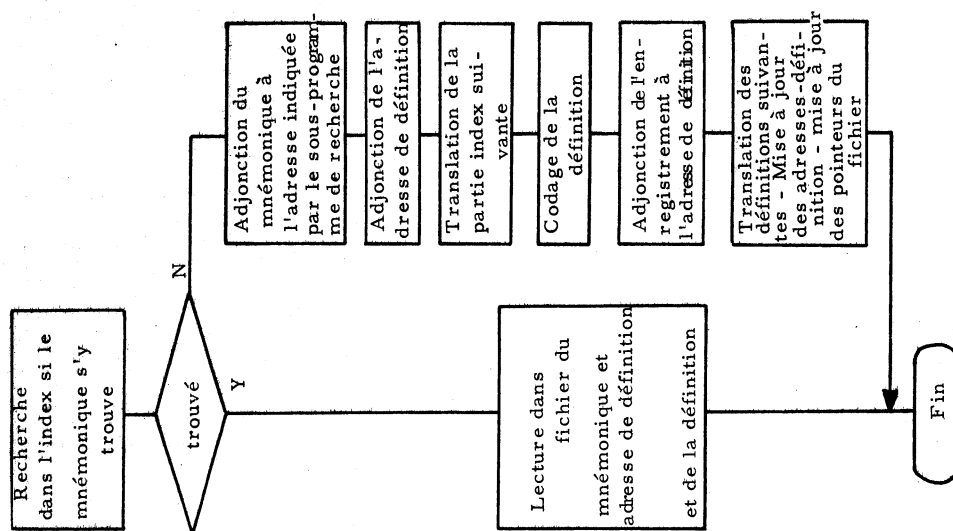 Recherche
dans l'index si le
mnémonique s'y
trouve
trouvé
N
Y
Adjonction du
mnémonique à
l'adresse indiquée
par le sous-program-
me de recherche
Adjonction de l'a-
dresse de définition
Translation de la
partie index sui-
vante
Codage de la
définition
Adjonction de l'en-
registrement à
l'adresse de définition
Translation des
définitions suivan-
tes - Mise à jour
des adresses-défi-
nition - mise à jour
des pointeurs du
fichier
Lecture dans
fichier du
mnémonique et
adresse de définition
et de la définition
Fin